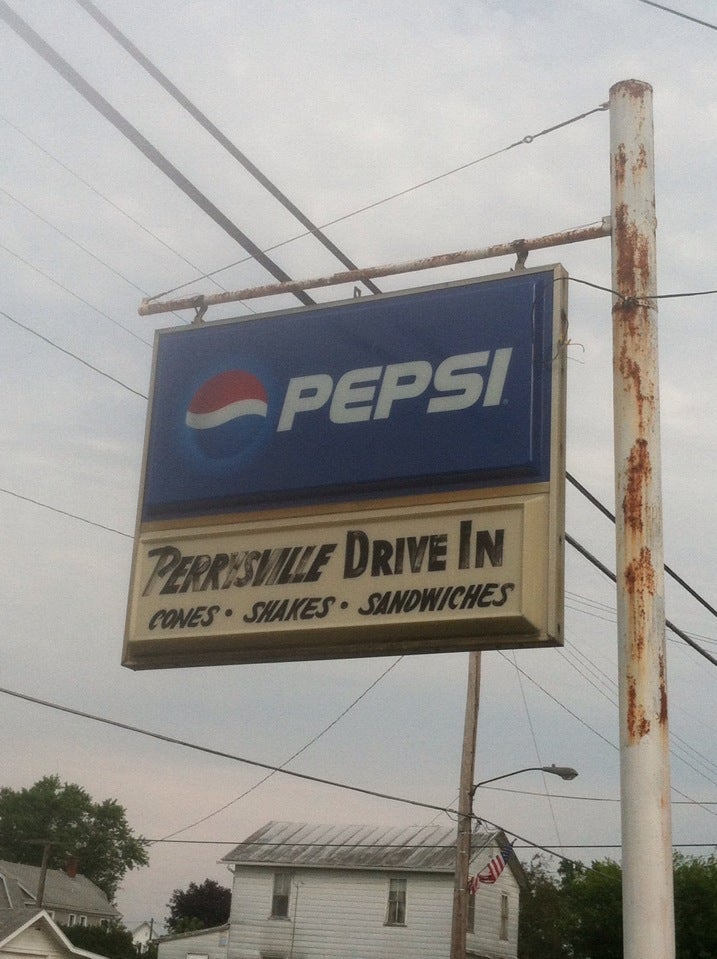 PEPSI
PERRYSVILLE DRIVE IN
CONES • SHAKES • SANDWICHES